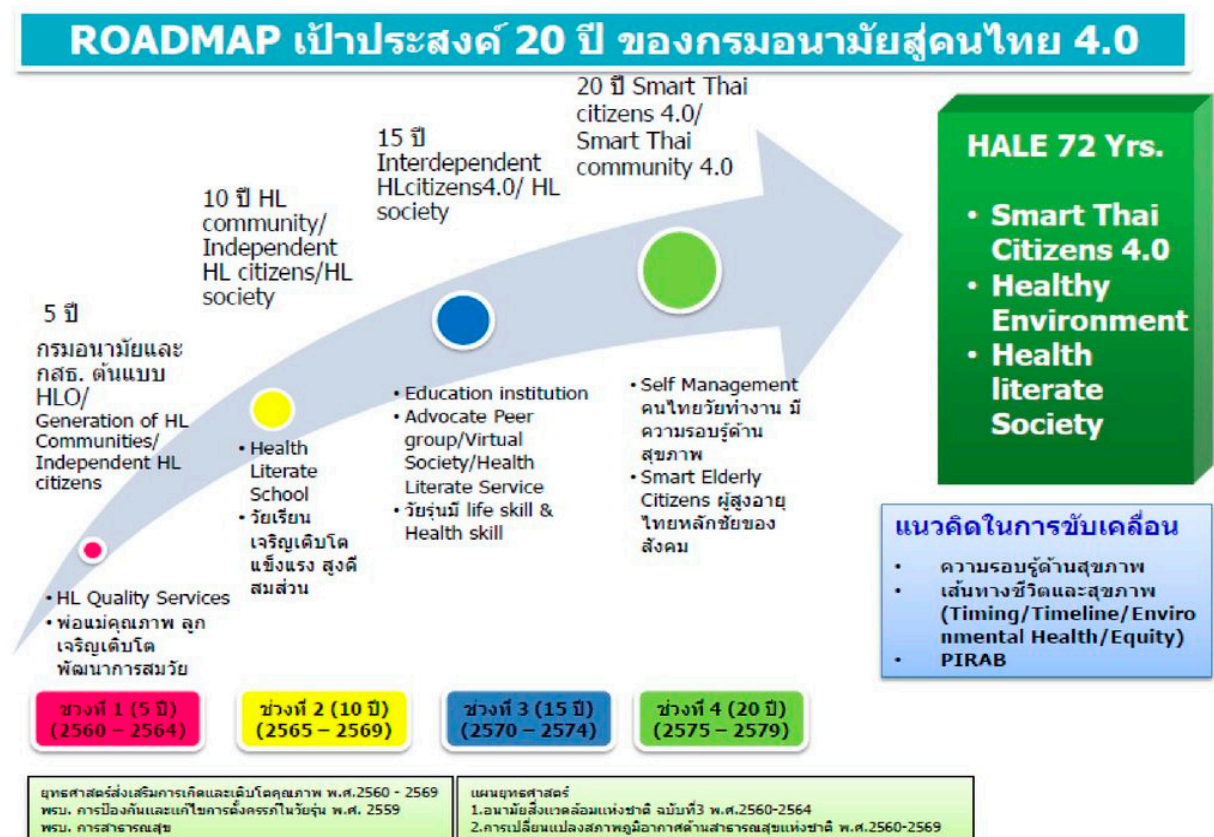 ROADMAP เป้าประสงค์ 20 ปี ของกรมอนามัยสู่คนไทย 4.0
5 ปี
กรมอนามัยและ
กสธ. ต้นแบบ
HLO/
Generation of HL
Communities/
Independent HL
citizens
10 ปี HL
community/
Independent
HL citizens/HL
society
15 ปี
Interdependent
HLcitizens4.0/ HL
society
20 ปี Smart Thai
citizens 4.0/
Smart Thai
community 4.0
• HL Quality Services
• พ่อแม่คุณภาพ ลูก
เจริญเติบโต
พัฒนาการสมวัย
• Health
Literate
School
• วัยเรียน
เจริญเติบโต
แข็งแรง สูงดี
สมส่วน
• Education institution
• Advocate Peer
group/Virtual
Society/Health
Literate Service
• วัยรุ่นมี life skill &
Health skill
• Self Management
คนไทยวัยทำงาน มี
ความรอบรู้ด้าน
สุขภาพ
• Smart Elderly
Citizens ผู้สูงอายุ
ไทยหลักชัยของ
สังคม
HALE 72 Yrs.
• Smart Thai
Citizens 4.0
• Healthy
Environment
• Health
literate
Society
แนวคิดในการขับเคลื่อน
• ความรอบรู้ด้านสุขภาพ
• เส้นทางชีวิตและสุขภาพ
(Timing/Timeline/Enviro
nmental Health/Equity)
• PIRAB
ช่วงที่ 1 (5 ปี)
(2560 – 2564)
ช่วงที่ 2 (10 ปี)
(2565 – 2569)
ช่วงที่ 3 (15 ปี)
(2570 – 2574)
ช่วงที่ 4 (20 ปี)
(2575 – 2579)
ยุทธศาสตร์ส่งเสริมการเกิดและเติบโตคุณภาพ พ.ศ.2560 - 2569
พรบ. การป้องกันและแก้ไขการตั้งครรภ์ในวัยรุ่น พ.ศ. 2559
พรบ. การสาธารณสุข
แผนยุทธศาสตร์
1.อนามัยสิ่งแวดล้อมแห่งชาติ ฉบับที่3 พ.ศ.2560-2564
2.การเปลี่ยนแปลงสภาพภูมิอากาศด้านสาธารณสุขแห่งชาติ พ.ศ.2560-2569